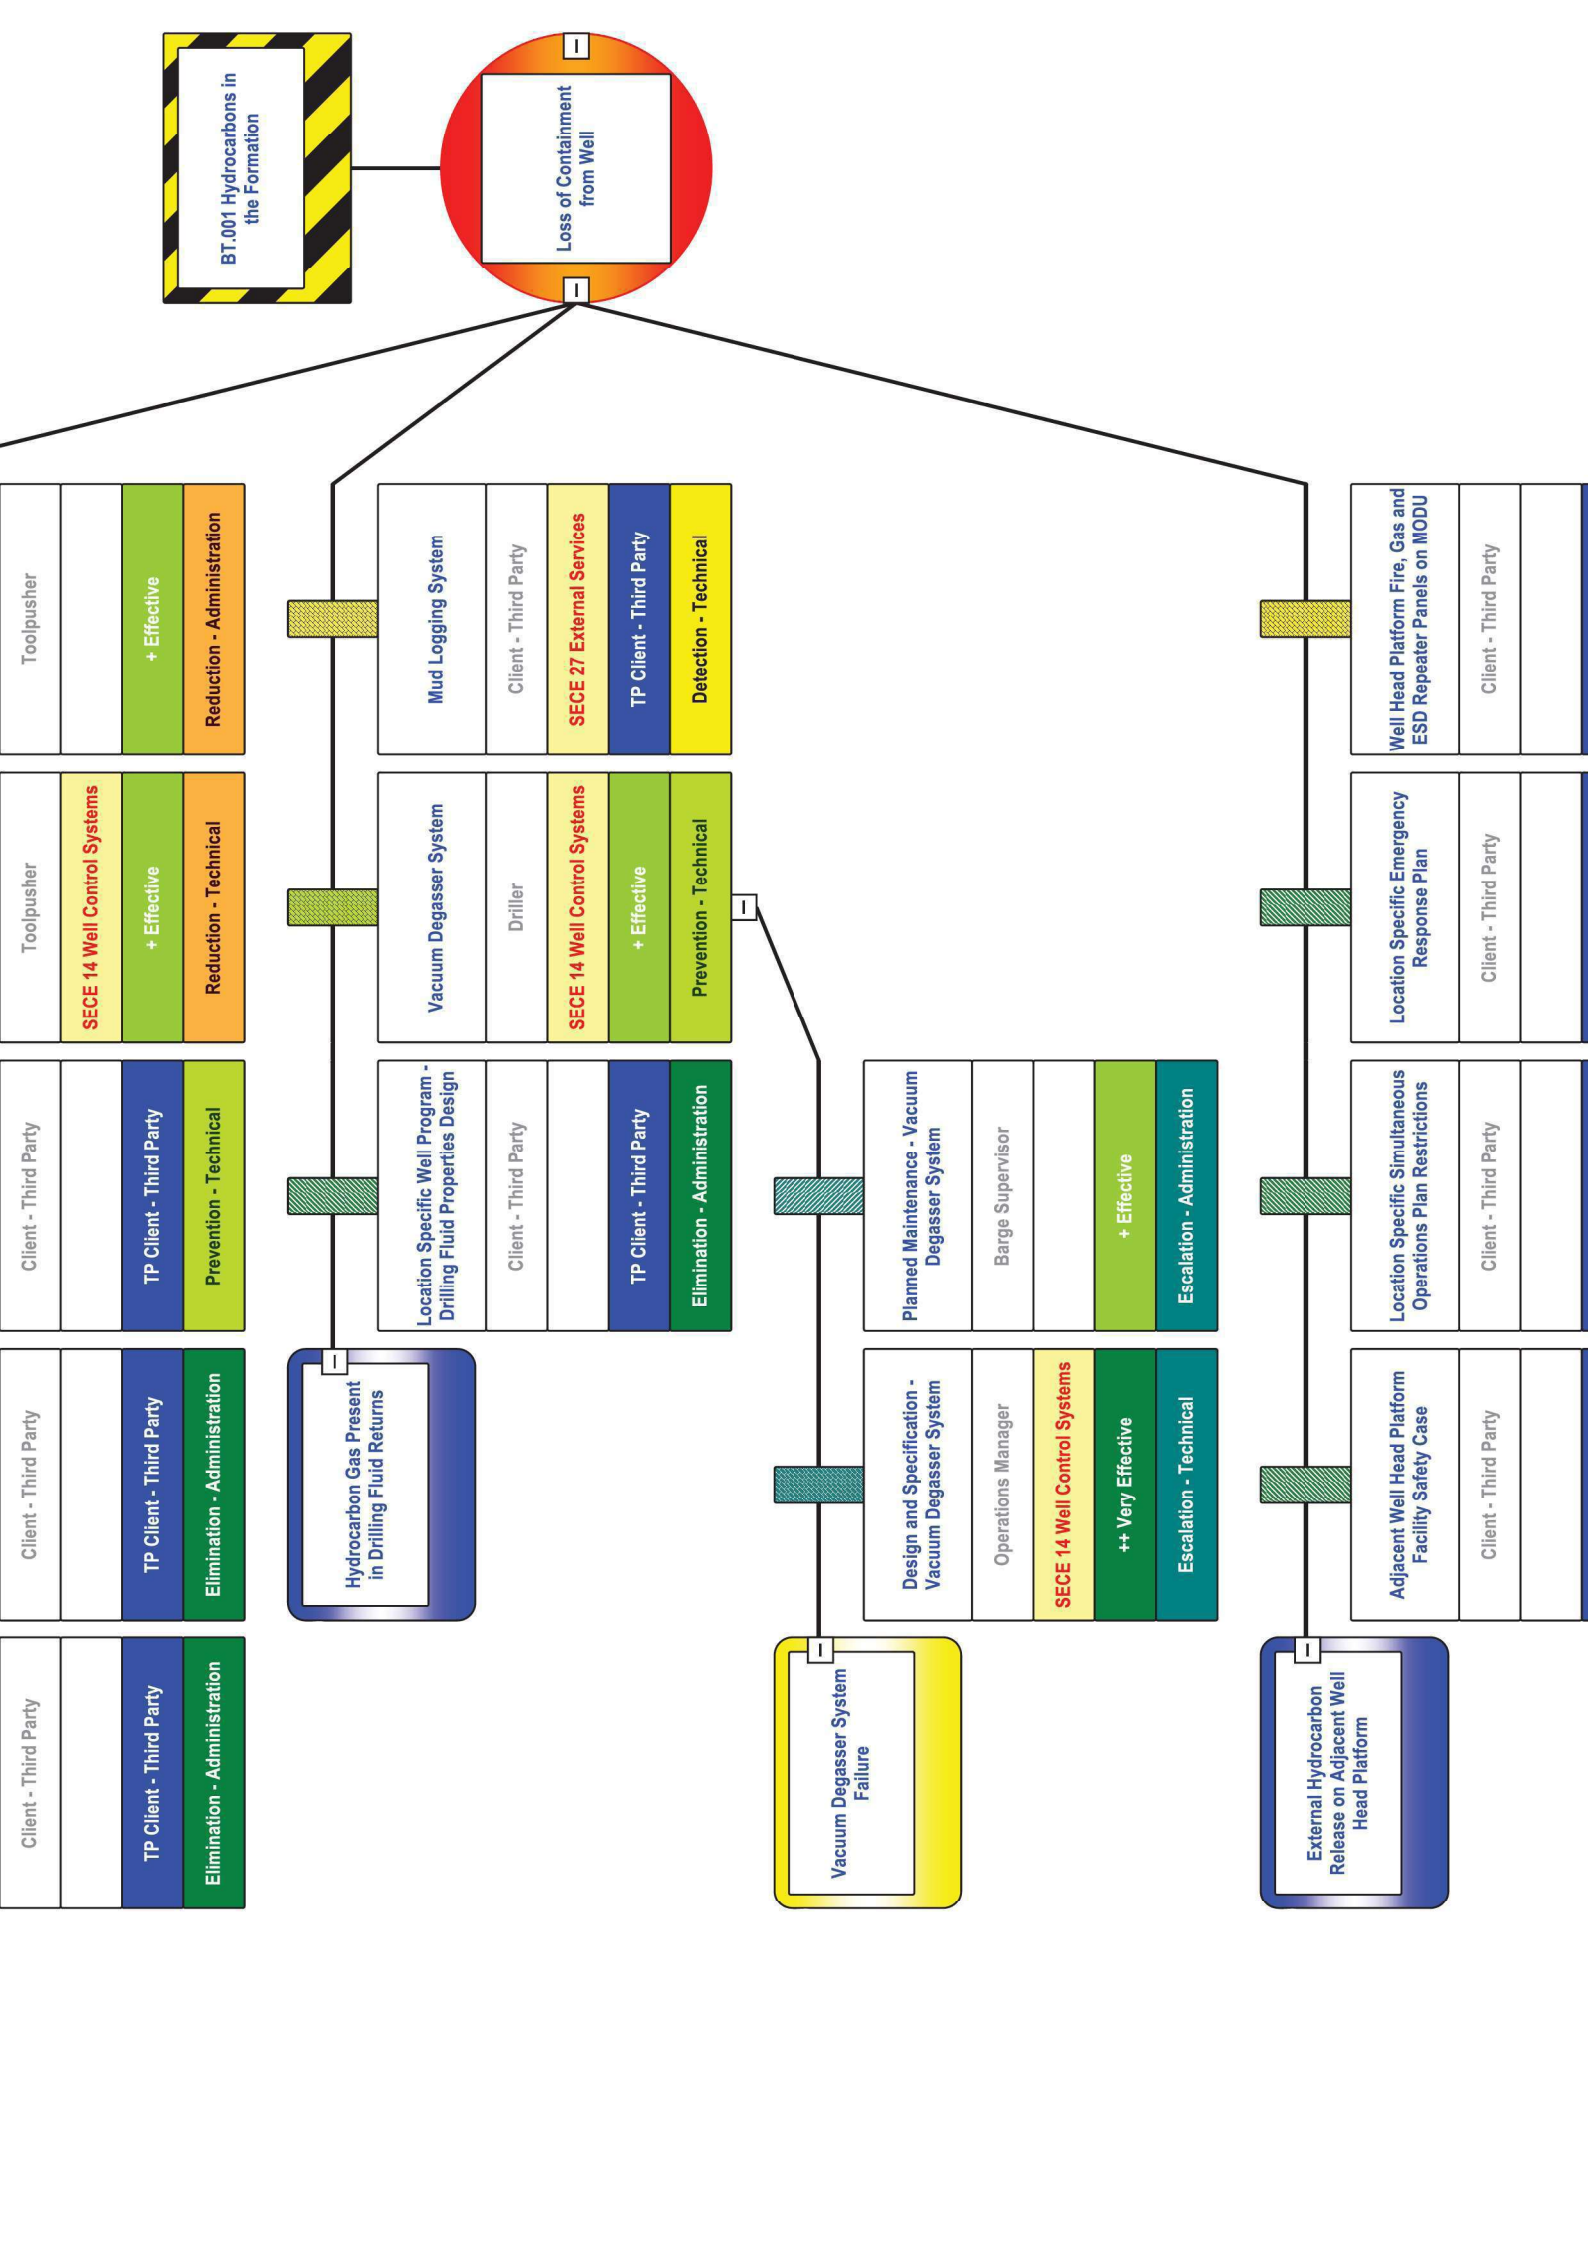 Client - Third Party
TP Client - Third Party
Elimination - Administration
Client - Third Party
TP Client - Third Party
Elimination - Administration
Client - Third Party
TP Client - Third Party
Prevention - Technical
Toolpusher
SECE 14 Well Control Systems
+ Effective
Reduction - Technical
Toolpusher
+ Effective
Reduction - Administration
BT.001 Hydrocarbons in
the Formation
Loss of Containment
from Well
Hydrocarbon Gas Present
in Drilling Fluid Returns
Location Specific Well Program -
Drilling Fluid Properties Design
Client - Third Party
TP Client - Third Party
Elimination - Administration
Vacuum Degasser System
Driller
SECE 14 Well Control Systems
+ Effective
Prevention - Technical
Mud Logging System
Client - Third Party
SECE 27 External Services
TP Client - Third Party
Detection - Technical
Vacuum Degasser System
Failure
Design and Specification -
Vacuum Degasser System
Operations Manager
SECE 14 Well Control Systems
++ Very Effective
Escalation - Technical
Planned Maintenance - Vacuum
Degasser System
Barge Supervisor
+ Effective
Escalation - Administration
External Hydrocarbon
Release on Adjacent Well
Head Platform
Adjacent Well Head Platform
Facility Safety Case
Client - Third Party
Location Specific Simultaneous
Operations Plan Restrictions
Client - Third Party
Location Specific Emergency
Response Plan
Client - Third Party
Well Head Platform Fire, Gas and
ESD Repeater Panels on MODU
Client - Third Party